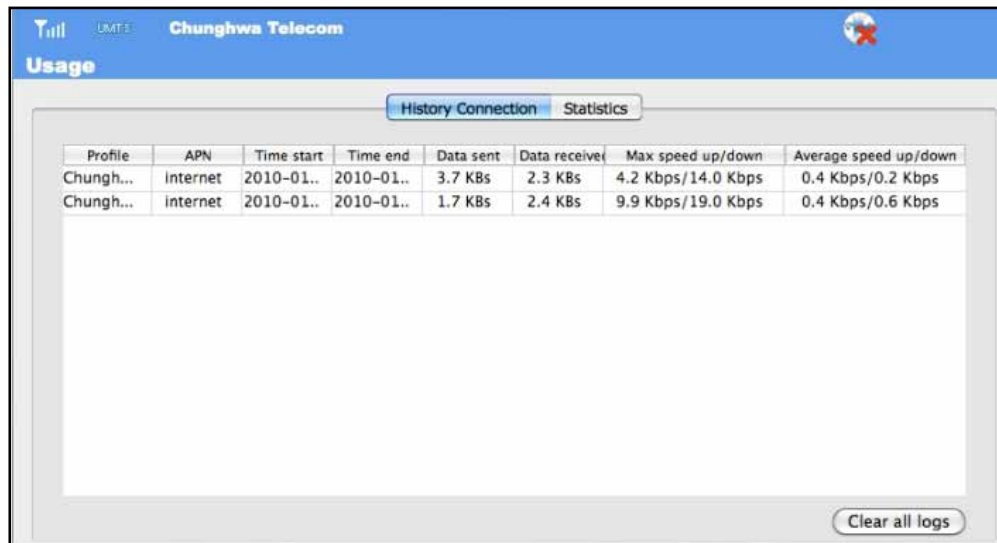 UMTS Chunghwa Telecom
Usage
History Connection Statistics
Profile APN Time start Time end Data sent Data received Max speed up/down Average speed up/down
Chungh... internet 2010-01.. 2010-01.. 3.7 KBs 2.3 KBs 4.2 Kbps/14.0 Kbps 0.4 Kbps/0.2 Kbps
Chungh... internet 2010-01.. 2010-01.. 1.7 KBs 2.4 KBs 9.9 Kbps/19.0 Kbps 0.4 Kbps/0.6 Kbps
Clear all logs